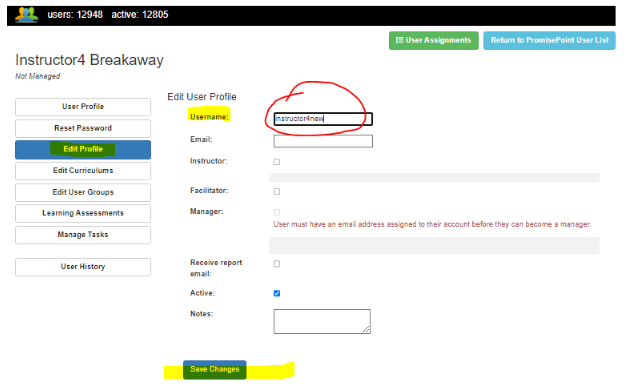 users: 12948 active: 12805
User Assignments
Return to PromisePoint User List
Instructor4 Breakaway
Not Managed
User Profile
Reset Password
Edit Profile
Edit Curriculums
Edit User Groups
Learning Assessments
Manage Tasks
User History
Edit User Profile
Username:
instructor4new
Email:
Instructor:
Facilitator:
Manager:
User must have an email address assigned to their account before they can become a manager.
Receive report
email:
Active:
Notes:
Save Changes